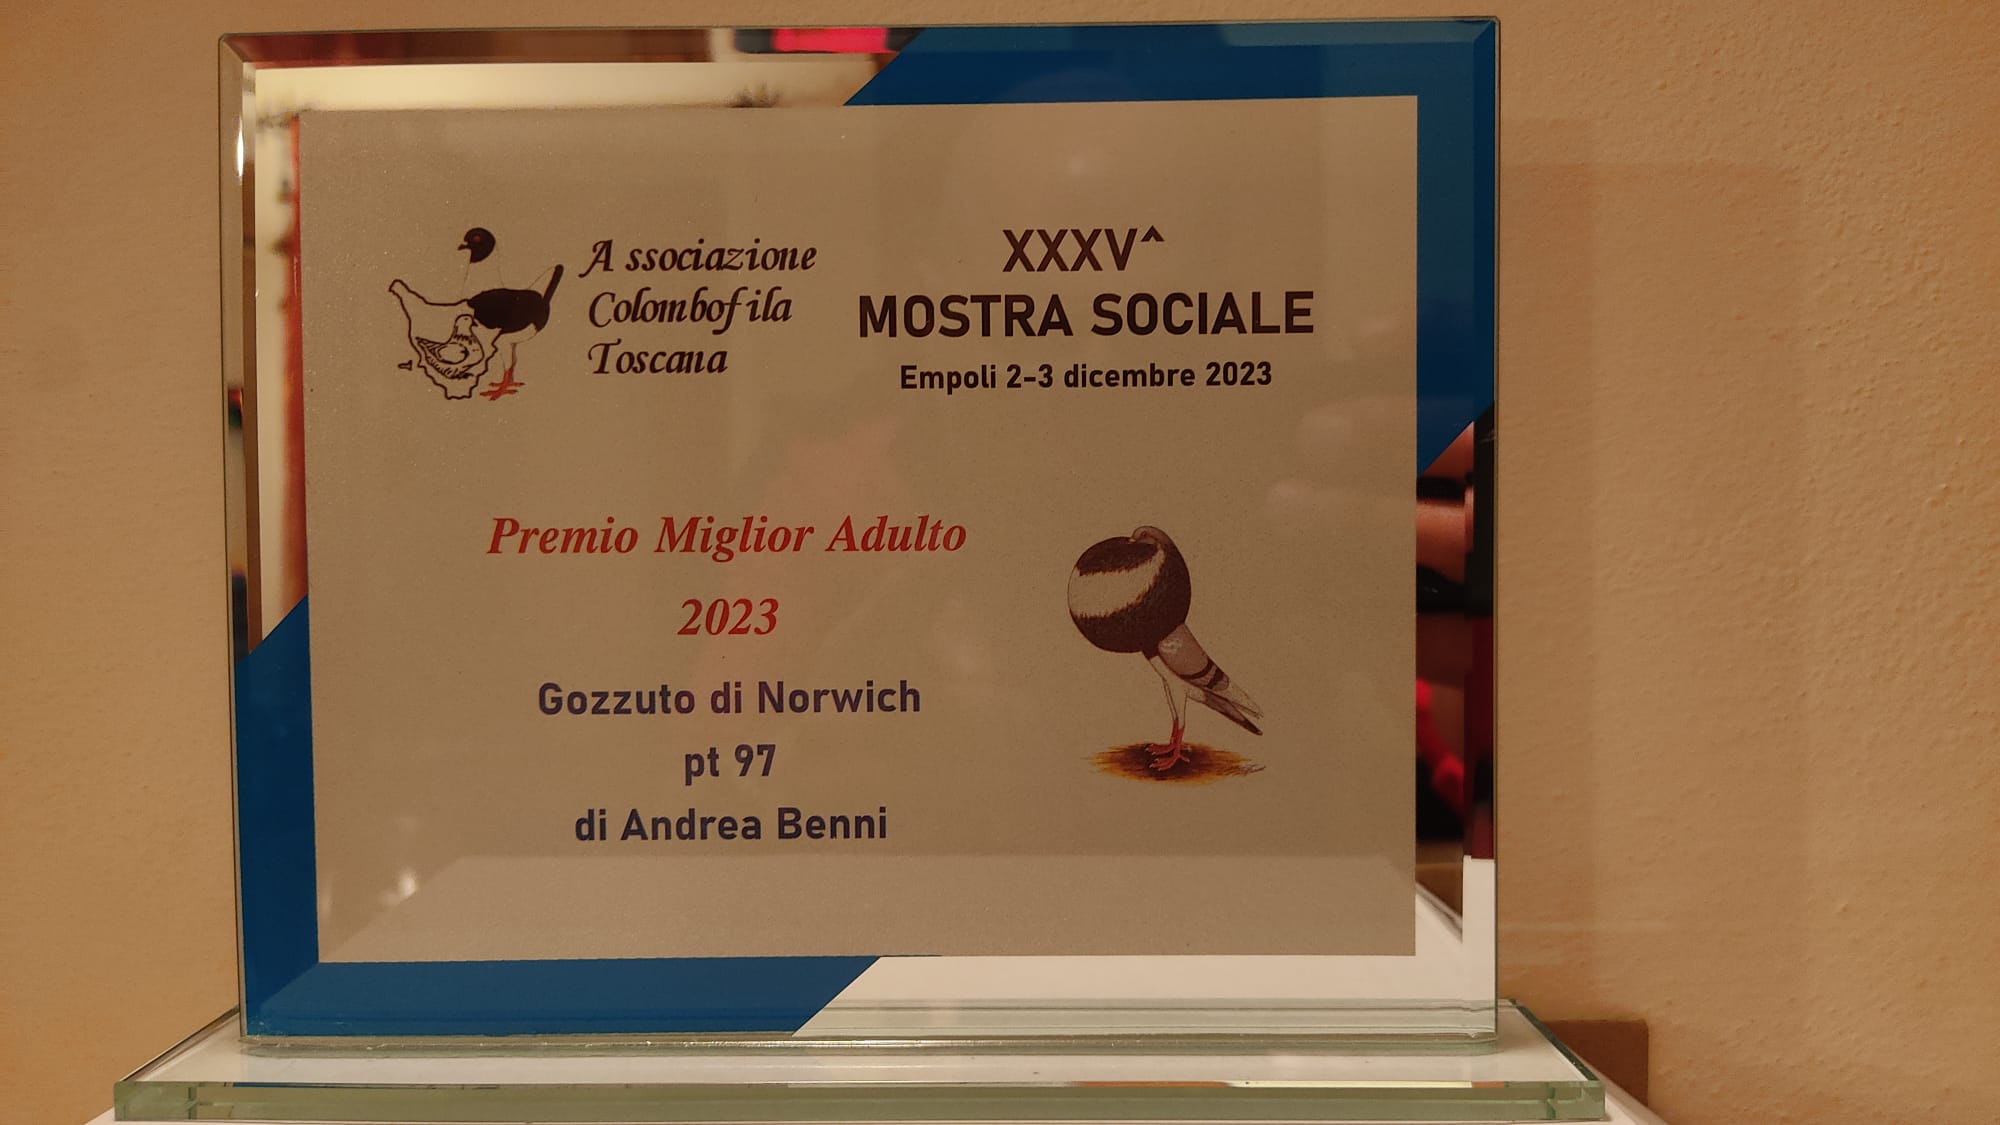 A ssociazione
Colombofila
Toscana
XXXV^
MOSTRA SOCIALE
Empoli 2-3 dicembre 2023
Premio Miglior Adulto
2023
Gozzuto di Norwich
pt 97
di Andrea Benni